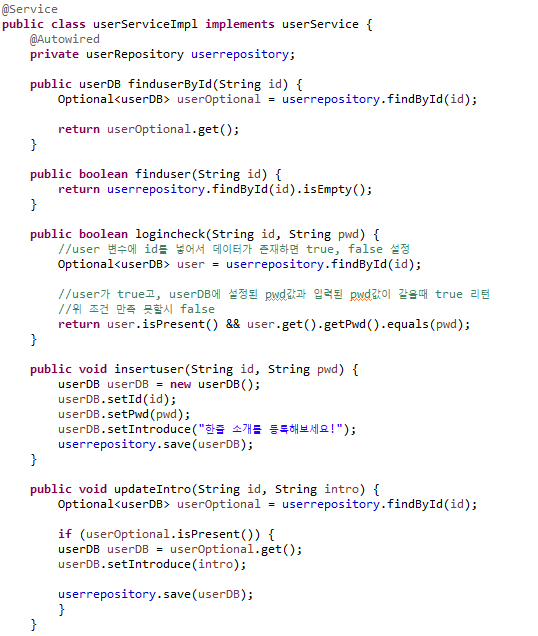 @Service
public class userServiceImpl implements userService {
    @Autowired
    private userRepository userrepository;

    public userDB finduserById(String id) {
        Optional<userDB> userOptional = userrepository.findById(id);

        return userOptional.get();
    }

    public boolean finduser(String id) {
        return userrepository.findById(id).isEmpty();
    }

    public boolean logincheck(String id, String pwd) {
        //user 변수에 id를 넣어서 데이터가 존재하면 true, false 설정
        Optional<userDB> user = userrepository.findById(id);

        //user가 true고, userDB에 설정된 pwd값과 입력된 pwd값이 같을때 true 리턴
        //위 조건 만족 못할시 false
        return user.isPresent() && user.get().getPwd().equals(pwd);
    }

    public void insertuser(String id, String pwd) {
        userDB userDB = new userDB();
        userDB.setId(id);
        userDB.setPwd(pwd);
        userDB.setIntroduce("한줄 소개를 등록해보세요!");
        userrepository.save(userDB);
    }

    public void updateIntro(String id, String intro) {
        Optional<userDB> userOptional = userrepository.findById(id);

        if (userOptional.isPresent()) {
        userDB userDB = userOptional.get();
        userDB.setIntroduce(intro);

        userrepository.save(userDB);
        }
    }